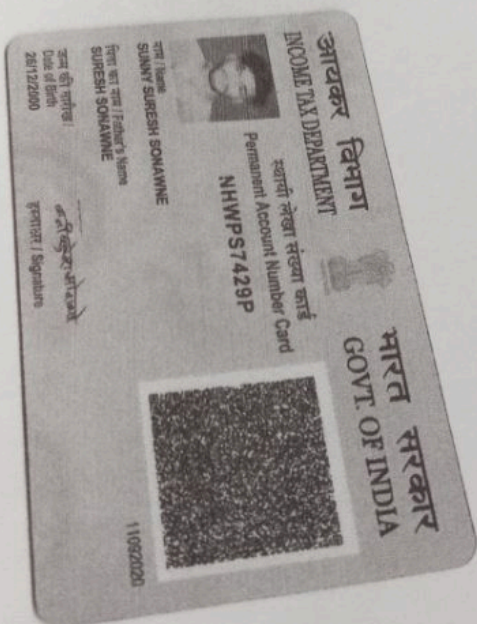 आयकर विभाग
INCOME TAX DEPARTMENT
भारत सरकार
GOVT. OF INDIA
स्थायी लेखा संख्या कार्ड
Permanent Account Number Card
NHWPS7429P
नाम / Name
SUNNY SURESH SONAWNE
पिता का नाम / Father's Name
SURESH SONAWNE
जन्म की तारीख /
Date of Birth
26/12/2000
हस्ताक्षर / Signature
11092020